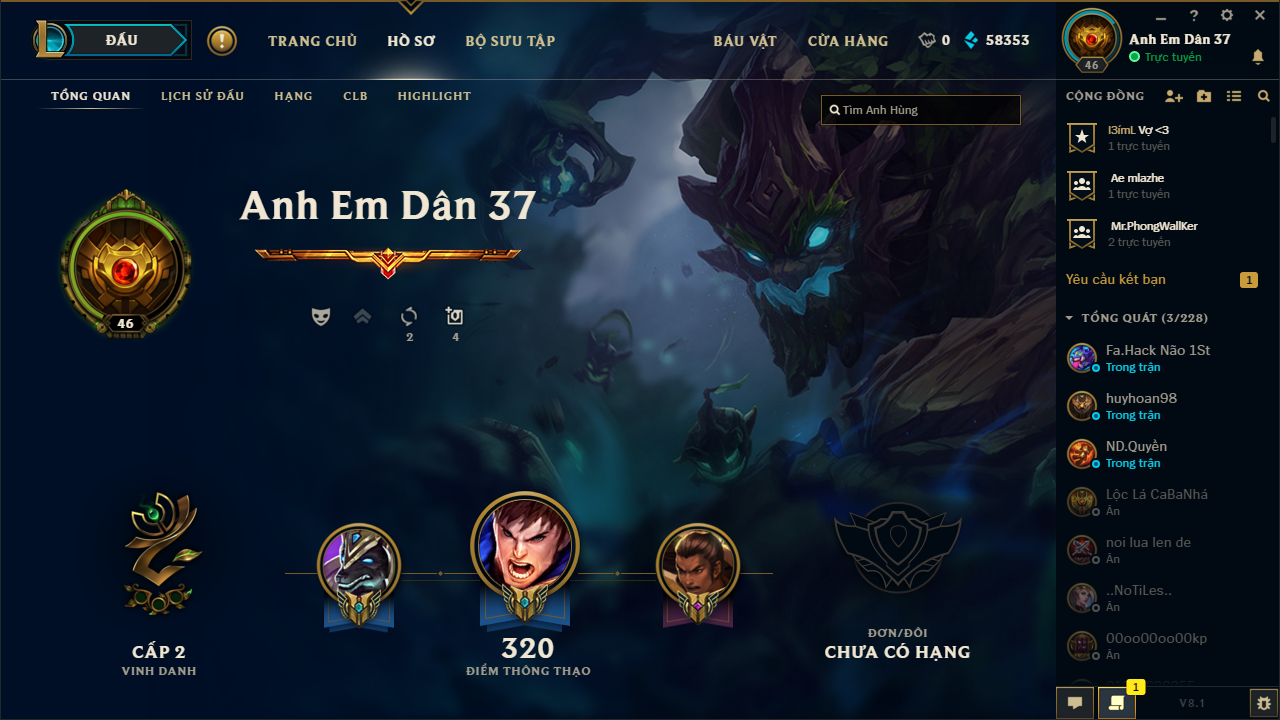 ĐẤU
TRANG CHỦ
HỒ SƠ
BỘ SƯU TẬP
BÁU VẬT
CỬA HÀNG
0
58353
46
Anh Em Dân 37
Trực tuyến
TỔNG QUAN
LỊCH SỬ ĐẤU
HẠNG
CLB
HIGHLIGHT
Tìm Anh Hùng
CỘNG ĐỒNG
I3ímL Vợ <3
1 trực tuyến
Ae mlazhe
1 trực tuyến
Mr.PhongWallKer
2 trực tuyến
Yêu cầu kết bạn
1
TỔNG QUÁT (3/228)
Fa.Hack Não 1St
Trong trận
huyhoan98
Trong trận
ND.Quyền
Trong trận
Lộc Lá CaBaNhá
Ẩn
noi lua len de
Ẩn
..NoTiLes..
Ẩn
00oo00oo00kp
Ẩn
Anh Em Dân 37
46
2
4
CẤP 2
VINH DANH
320
ĐIỂM THÔNG THẠO
ĐƠN/ĐÔI
CHƯA CÓ HẠNG
1
V8.1